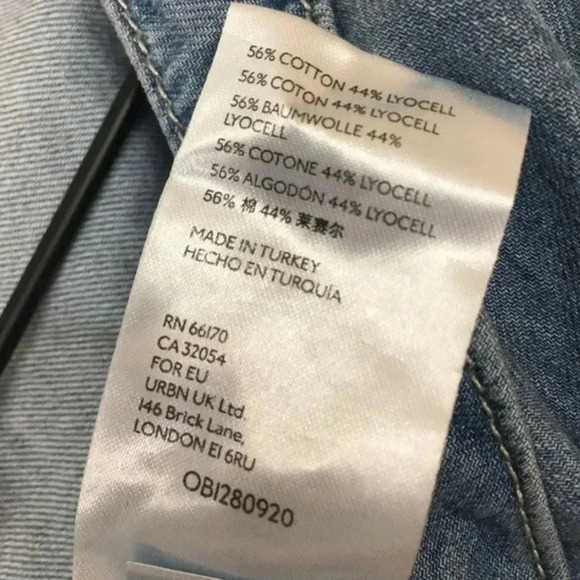 56% COTTON 44% LYOCELL
56% COTON 44% LYOCELL
56% BAUMWOLLE 44%
LYOCELL
56% COTONE 44% LYOCELL
56% ALGODÓN 44% LYOCELL
56% 棉 44% 莱赛尔
MADE IN TURKEY
HECHO EN TURQUÍA
RN 66170
CA 32054
FOR EU
URBN UK Ltd.
146 Brick Lane,
LONDON E1 6RU
OB1280920